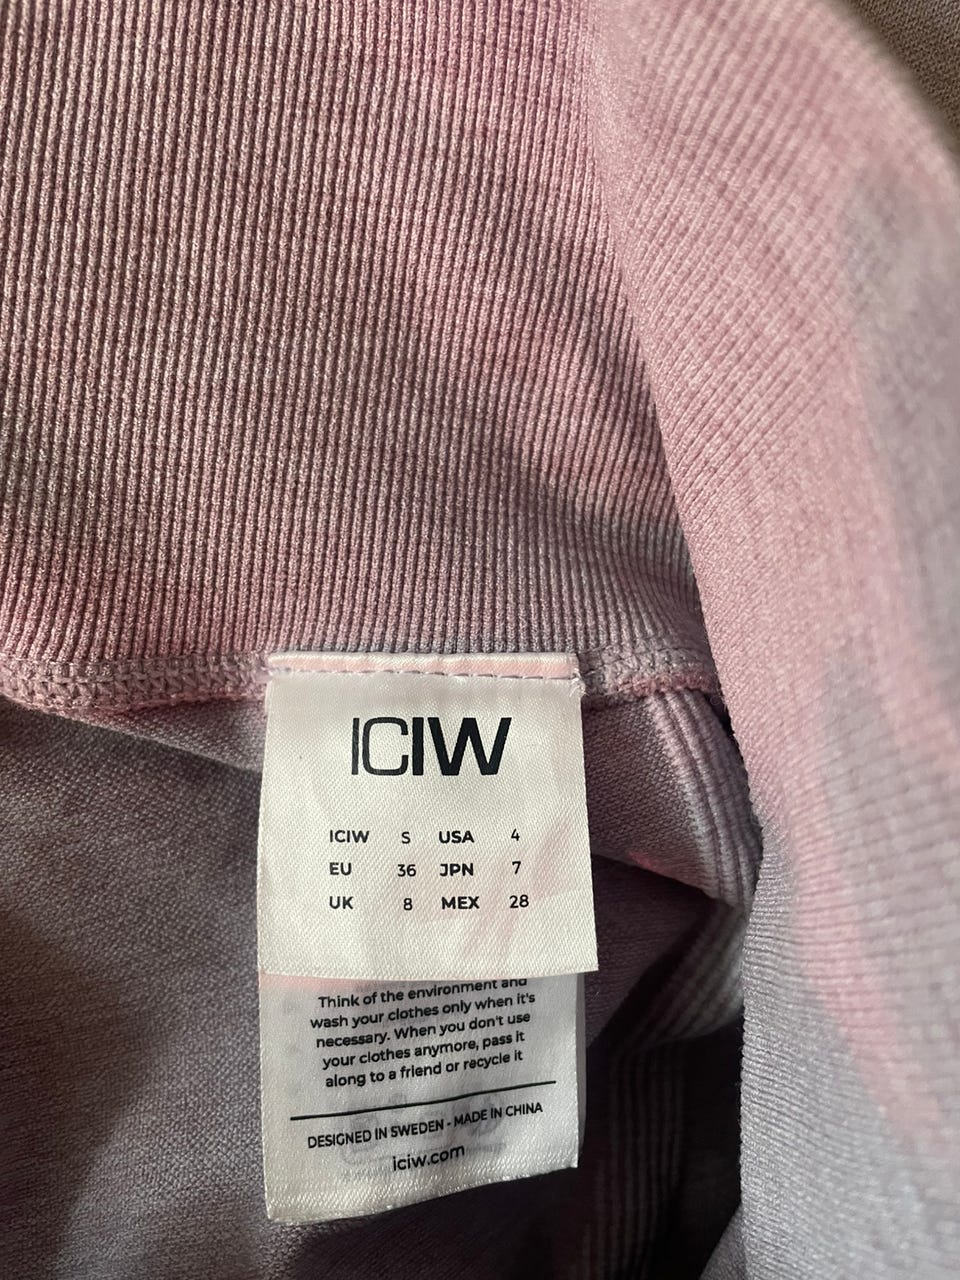 ICIW
ICIW S USA 4
EU 36 JPN 7
UK 8 MEX 28
Think of the environment and
wash your clothes only when it's
necessary. When you don't use
your clothes anymore, pass it
along to a friend or recycle it
DESIGNED IN SWEDEN - MADE IN CHINA
iciw.com